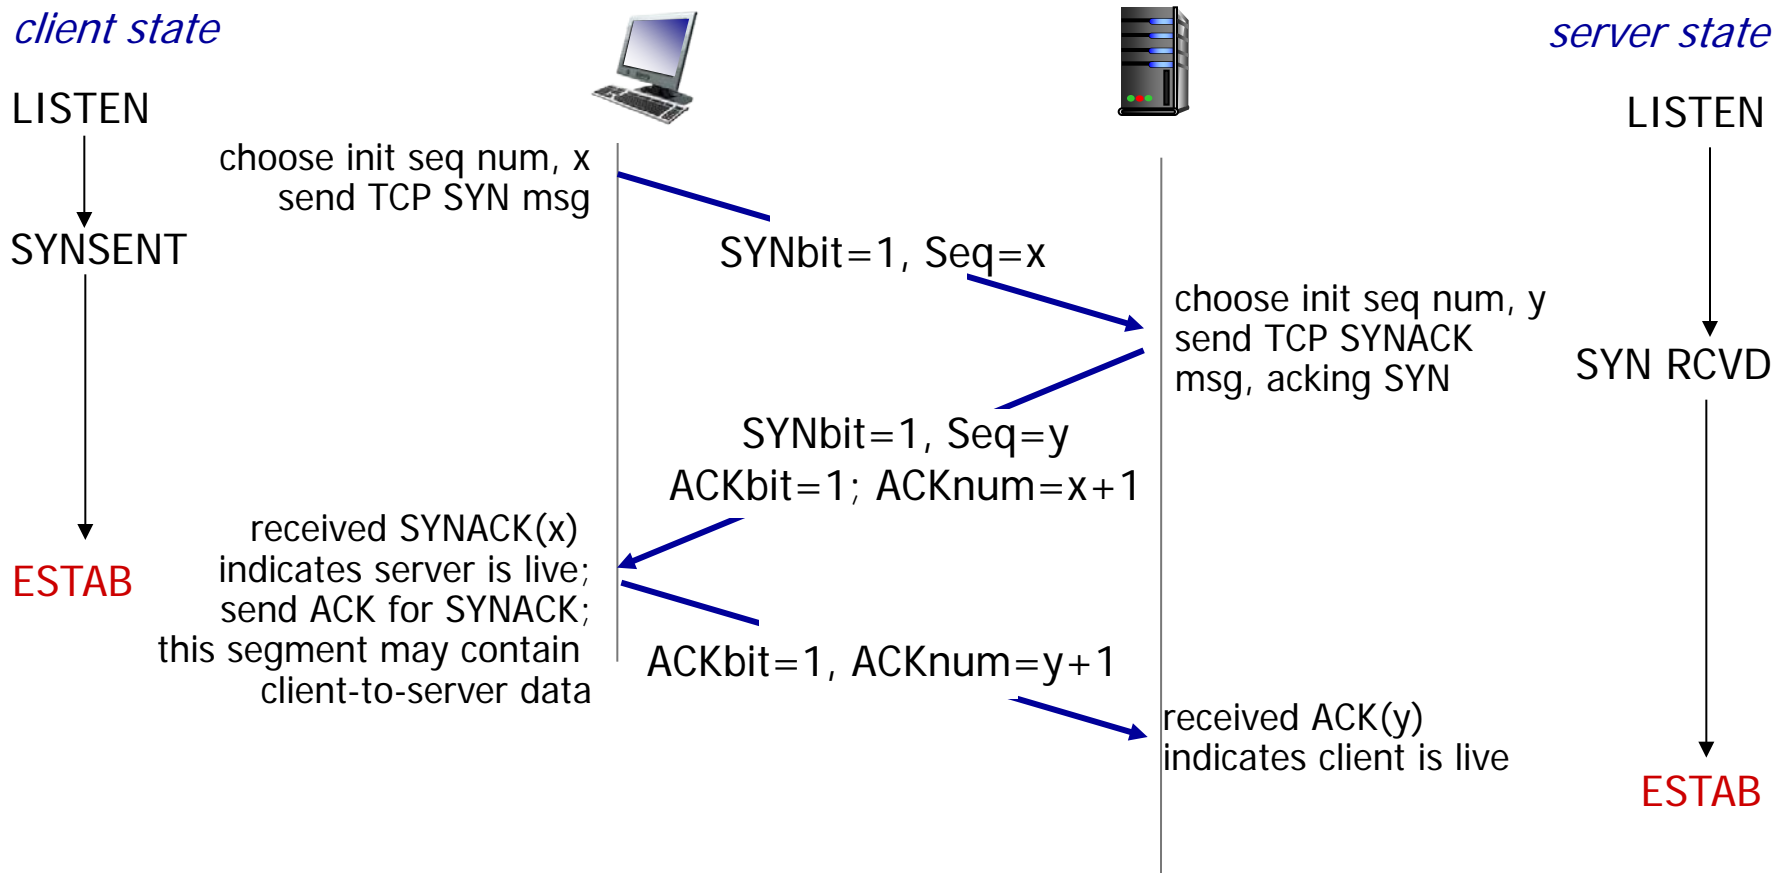 client state
server state
LISTEN
LISTEN
choose init seq num, x
send TCP SYN msg
SYNSENT
SYNbit=1, Seq=x
choose init seq num, y
send TCP SYNACK
msg, acking SYN
SYN RCVD
SYNbit=1, Seq=y
ACKbit=1; ACKnum=x+1
received SYNACK(x)
indicates server is live;
send ACK for SYNACK;
this segment may contain
client-to-server data
ESTAB
ACKbit=1, ACKnum=y+1
received ACK(y)
indicates client is live
ESTAB